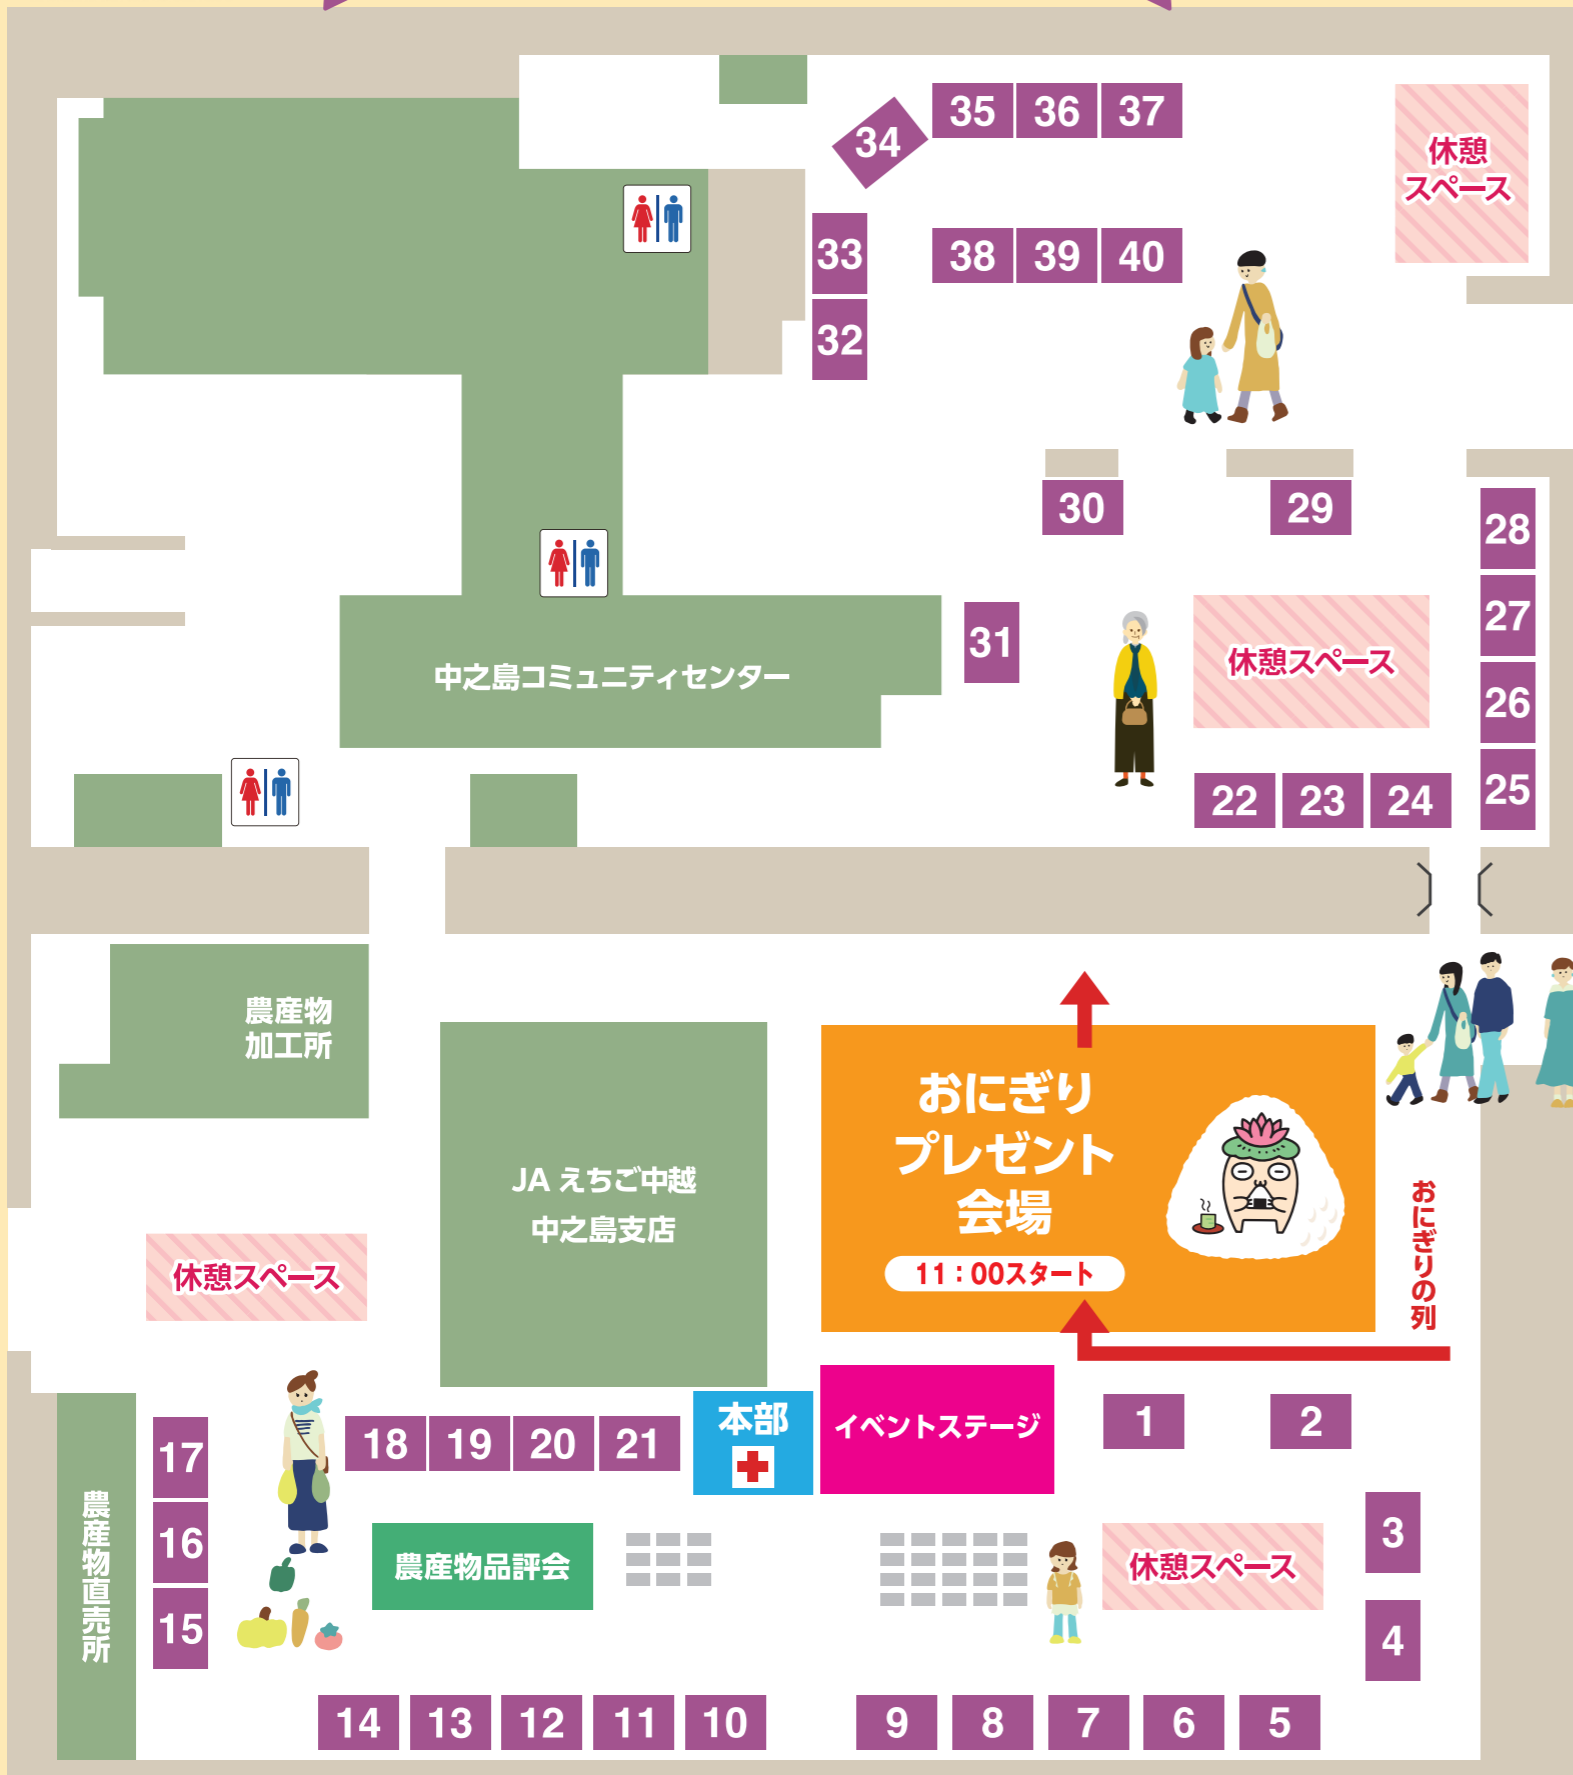 34
35
36
37
休憩
スペース
33
38
39
40
32
30
29
28
中之島コミュニティセンター
31
休憩スペース
27
26
22
23
24
25
農産物
加工所
JA えちご中越
中之島支店
おにぎり
プレゼント
会場
11：00スタート
おにぎりの列
休憩スペース
農産物直売所
17
16
15
18
19
20
21
本部
イベントステージ
1
2
農産物品評会
休憩スペース
3
4
14
13
12
11
10
9
8
7
6
5